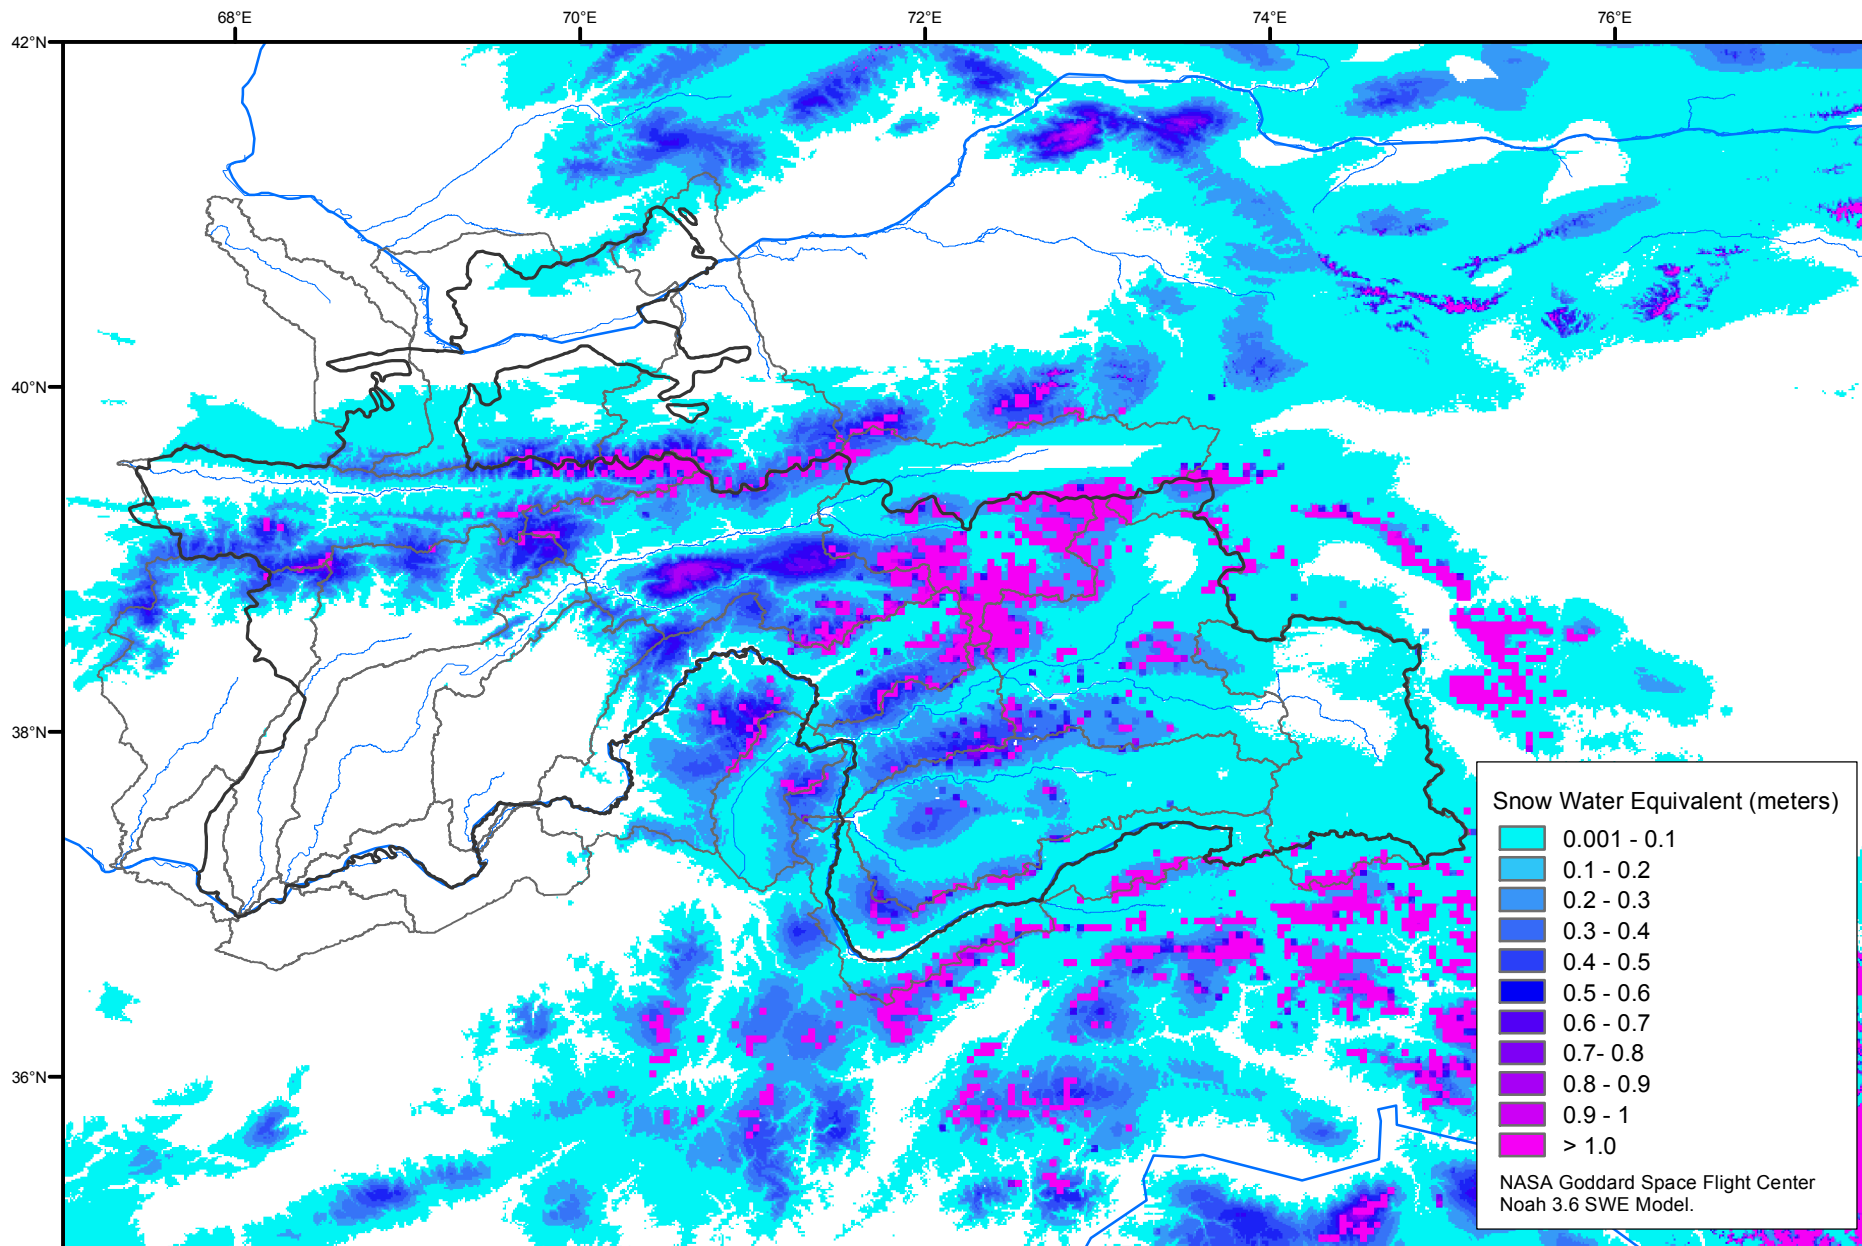 68°E
70°E
72°E
74°E
76°E
42°N
40°N
38°N
36°N
Snow Water Equivalent (meters)
0.001 - 0.1
0.1 - 0.2
0.2 - 0.3
0.3 - 0.4
0.4 - 0.5
0.5 - 0.6
0.6 - 0.7
0.7- 0.8
0.8 - 0.9
0.9 - 1
> 1.0
NASA Goddard Space Flight Center
Noah 3.6 SWE Model.